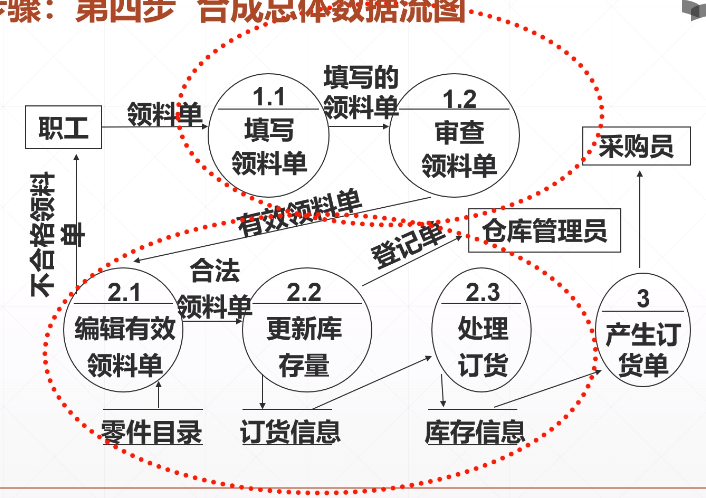 步骤：第四步 合成总体数据流图
填写的
领料单
领料单
1.1
填写
领料单
1.2
审查
领料单
职工
采购员
不合格领料
单
有效领料单
登记单
仓库管理员
合法
领料单
2.1
编辑有效
领料单
2.2
更新库
存量
2.3
处理
订货
3
产生订
货单
零件目录
订货信息
库存信息